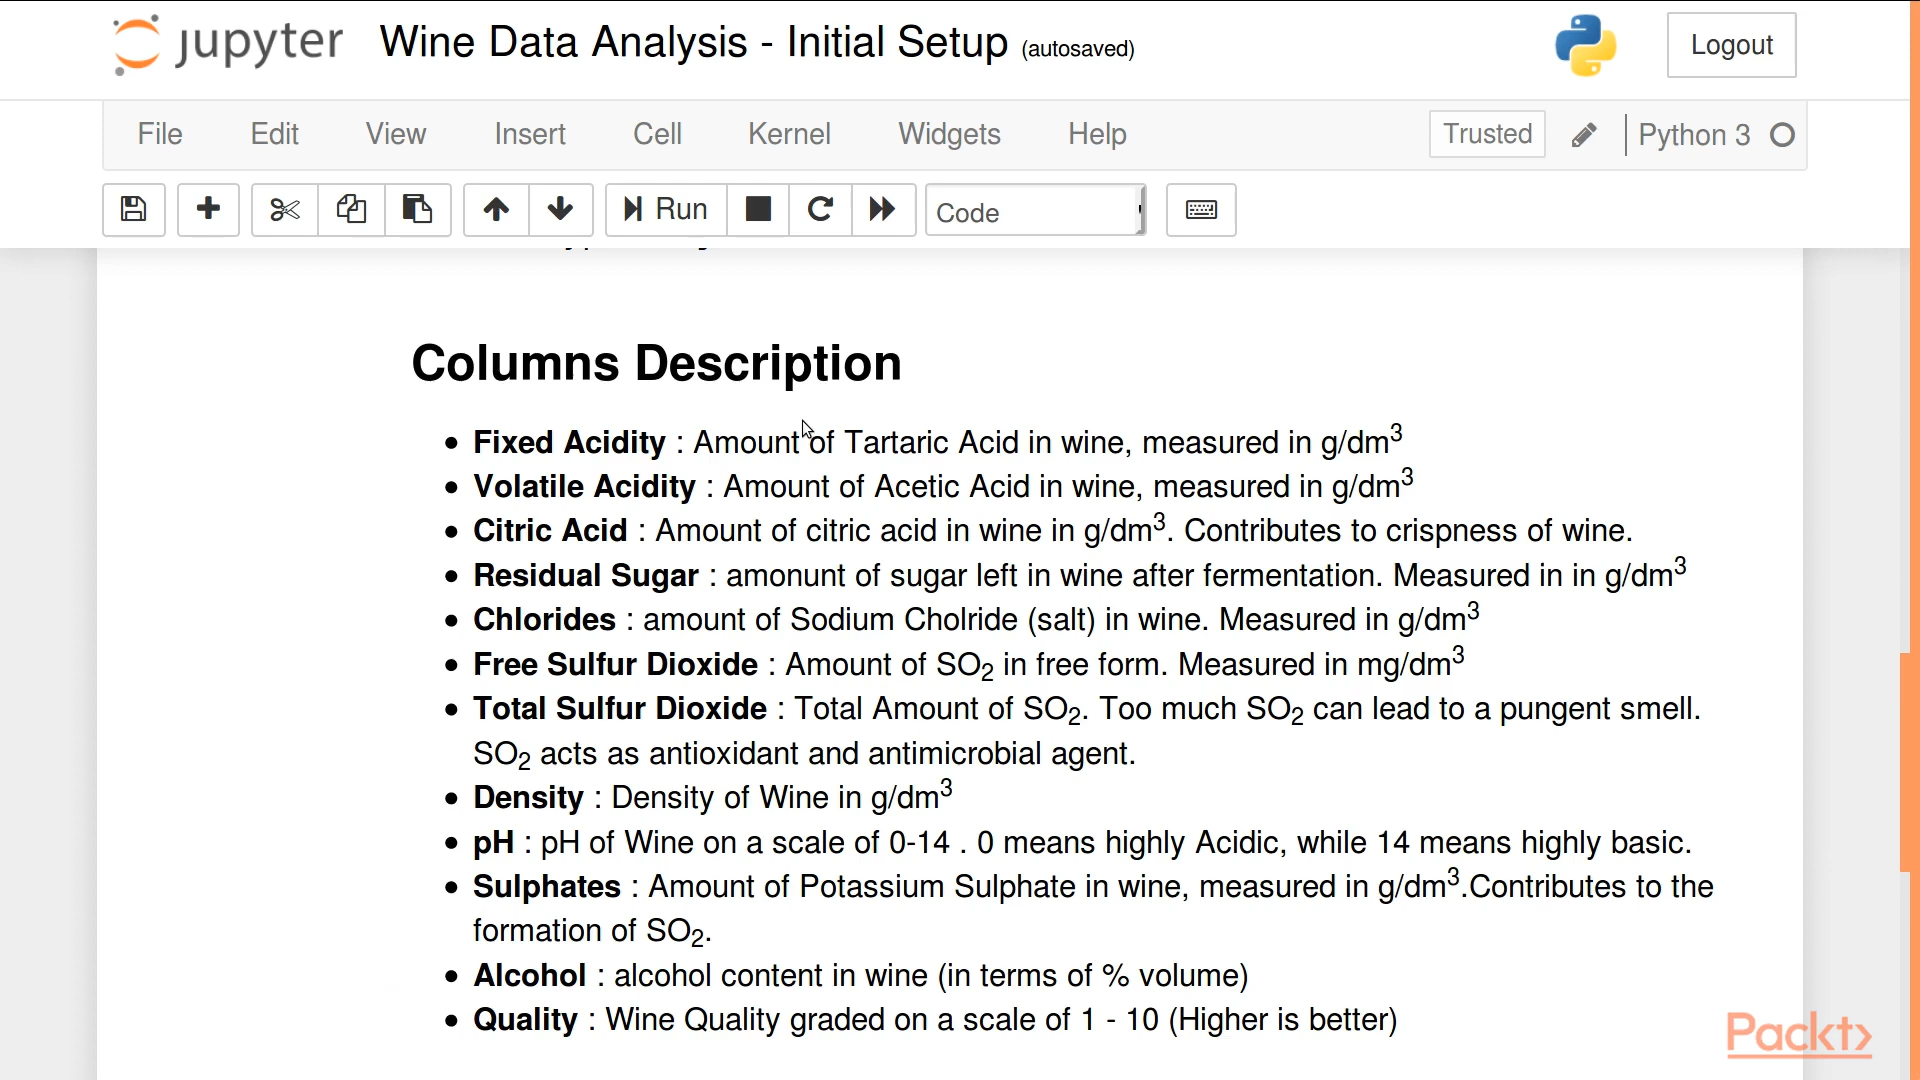 jupyter Wine Data Analysis - Initial Setup (autosaved) Logout
File Edit View Insert Cell Kernel Widgets Help Trusted Python 3
Run Code
Columns Description
• Fixed Acidity : Amount of Tartaric Acid in wine, measured in g/dm³
• Volatile Acidity : Amount of Acetic Acid in wine, measured in g/dm³
• Citric Acid : Amount of citric acid in wine in g/dm³. Contributes to crispness of wine.
• Residual Sugar : amonunt of sugar left in wine after fermentation. Measured in in g/dm³
• Chlorides : amount of Sodium Cholride (salt) in wine. Measured in g/dm³
• Free Sulfur Dioxide : Amount of SO₂ in free form. Measured in mg/dm³
• Total Sulfur Dioxide : Total Amount of SO₂. Too much SO₂ can lead to a pungent smell.
SO₂ acts as antioxidant and antimicrobial agent.
• Density : Density of Wine in g/dm³
• pH : pH of Wine on a scale of 0-14 . 0 means highly Acidic, while 14 means highly basic.
• Sulphates : Amount of Potassium Sulphate in wine, measured in g/dm³.Contributes to the
formation of SO₂.
• Alcohol : alcohol content in wine (in terms of % volume)
• Quality : Wine Quality graded on a scale of 1 - 10 (Higher is better)
Packt>